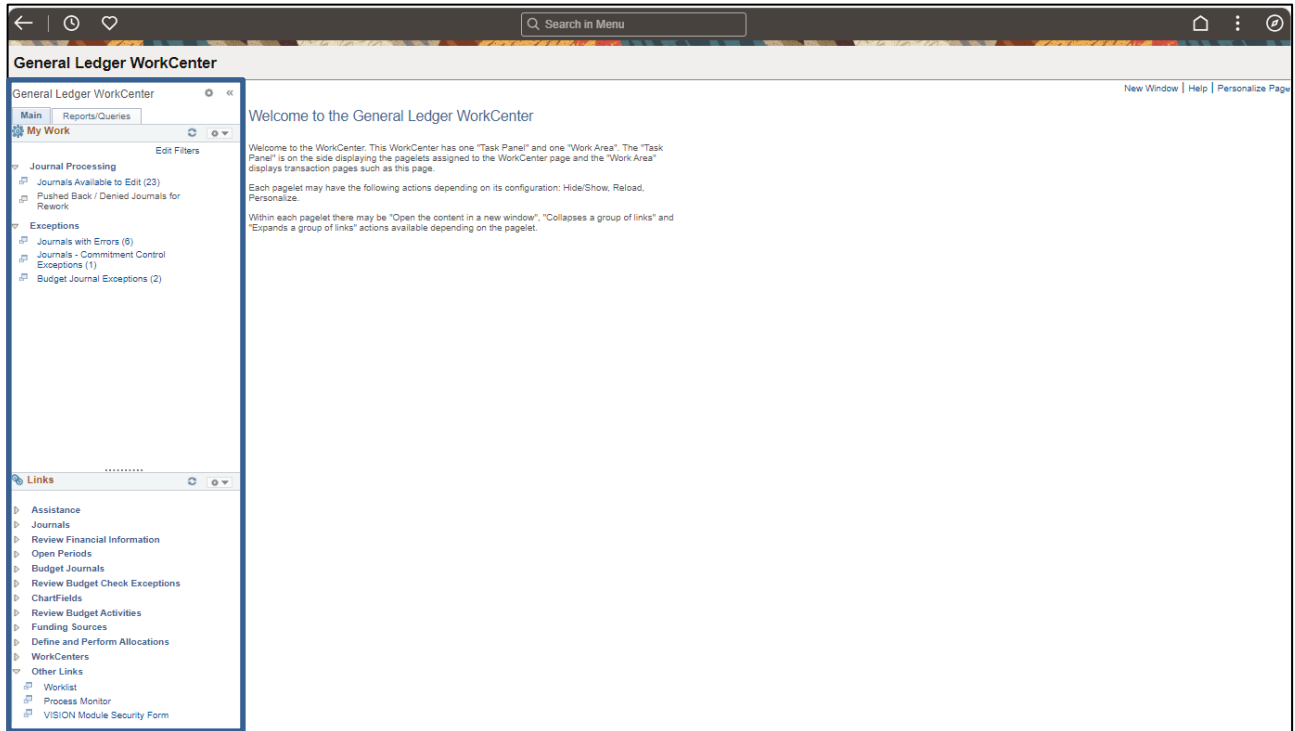 Search in Menu
General Ledger WorkCenter
New Window | Help | Personalize Page
General Ledger WorkCenter
Main
Reports/Queries
My Work
Edit Filters
Journal Processing
Journals Available to Edit (23)
Pushed Back / Denied Journals for
Rework
Exceptions
Journals with Errors (6)
Journals - Commitment Control
Exceptions (1)
Budget Journal Exceptions (2)
Links
Assistance
Journals
Review Financial Information
Open Periods
Budget Journals
Review Budget Check Exceptions
ChartFields
Review Budget Activities
Funding Sources
Define and Perform Allocations
WorkCenters
Other Links
Worklist
Process Monitor
VISION Module Security Form
Welcome to the General Ledger WorkCenter
Welcome to the WorkCenter. This WorkCenter has one "Task Panel" and one "Work Area". The "Task
Panel" is on the side displaying the pagelets assigned to the WorkCenter page and the "Work Area"
displays transaction pages such as this page.
Each pagelet may have the following actions depending on its configuration: Hide/Show, Reload,
Personalize.
Within each pagelet there may be "Open the content in a new window", "Collapses a group of links" and
"Expands a group of links" actions available depending on the pagelet.